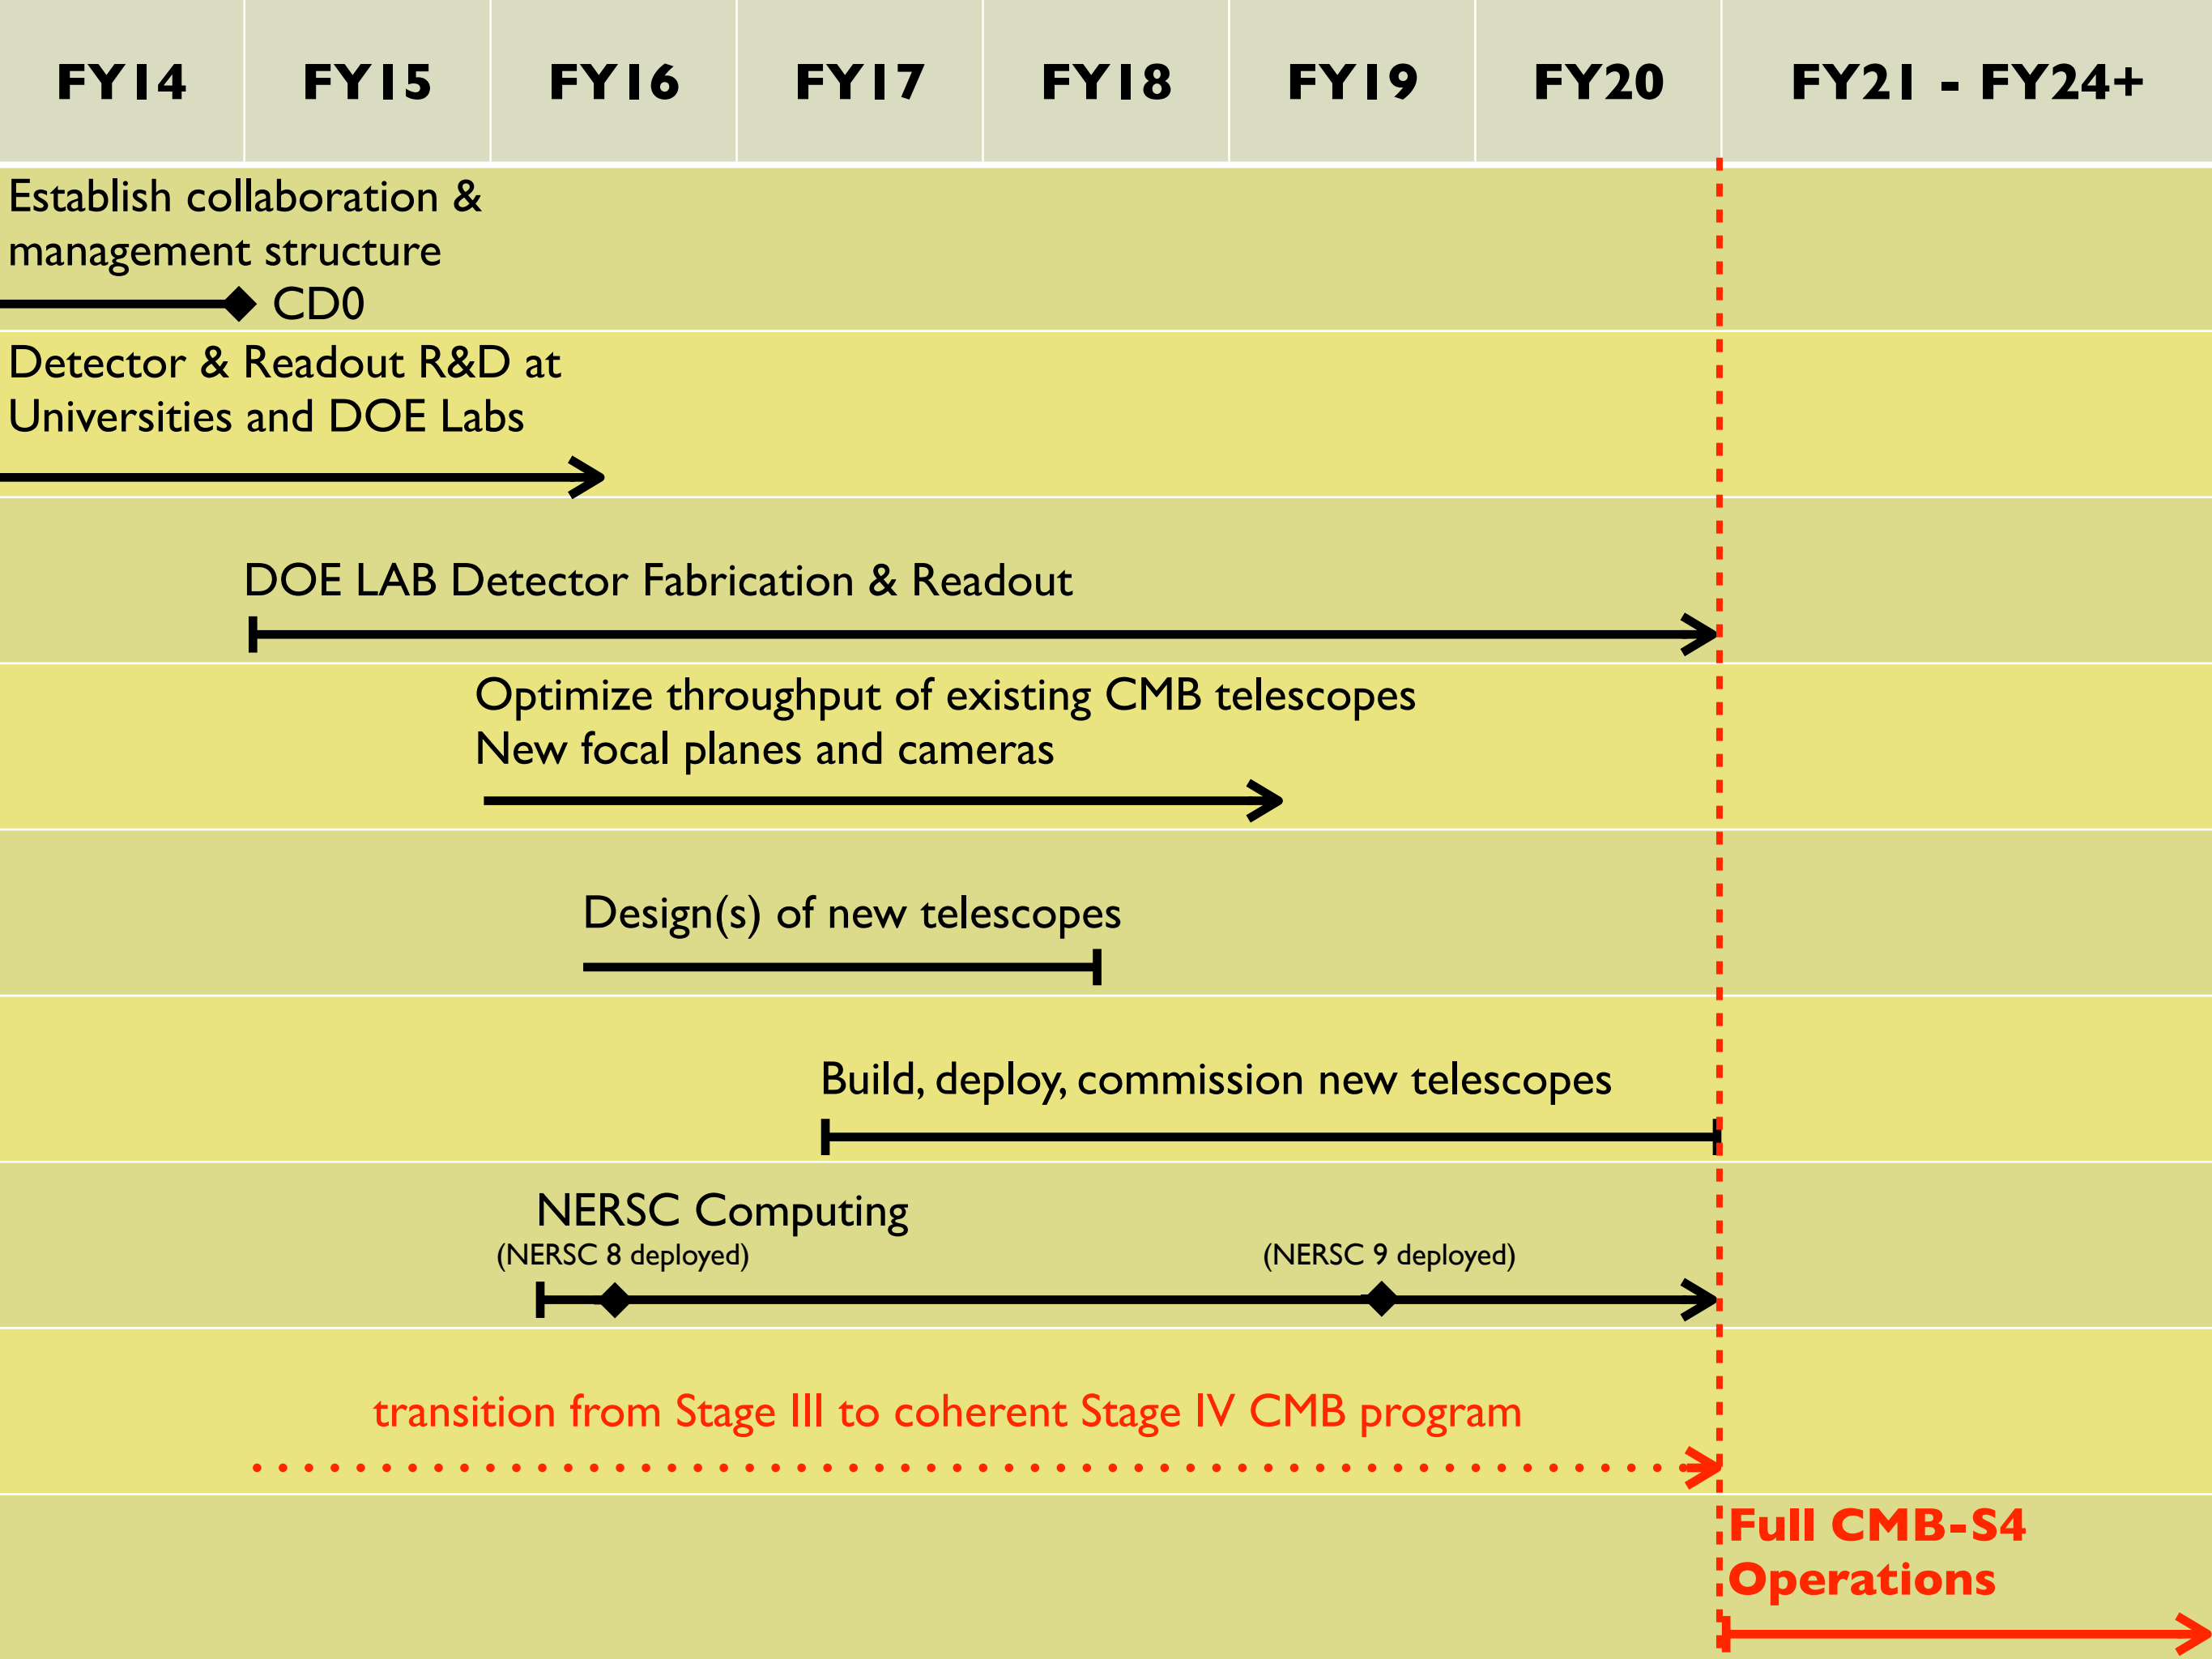 FY14 FY15 FY16 FY17 FY18 FY19 FY20 FY21 - FY24+
Establish collaboration &
management structure
CD0
Detector & Readout R&D at
Universities and DOE Labs
DOE LAB Detector Fabrication & Readout
Optimize throughput of existing CMB telescopes
New focal planes and cameras
Design(s) of new telescopes
Build, deploy, commission new telescopes
NERSC Computing
(NERSC 8 deployed) (NERSC 9 deployed)
transition from Stage III to coherent Stage IV CMB program
Full CMB-S4
Operations